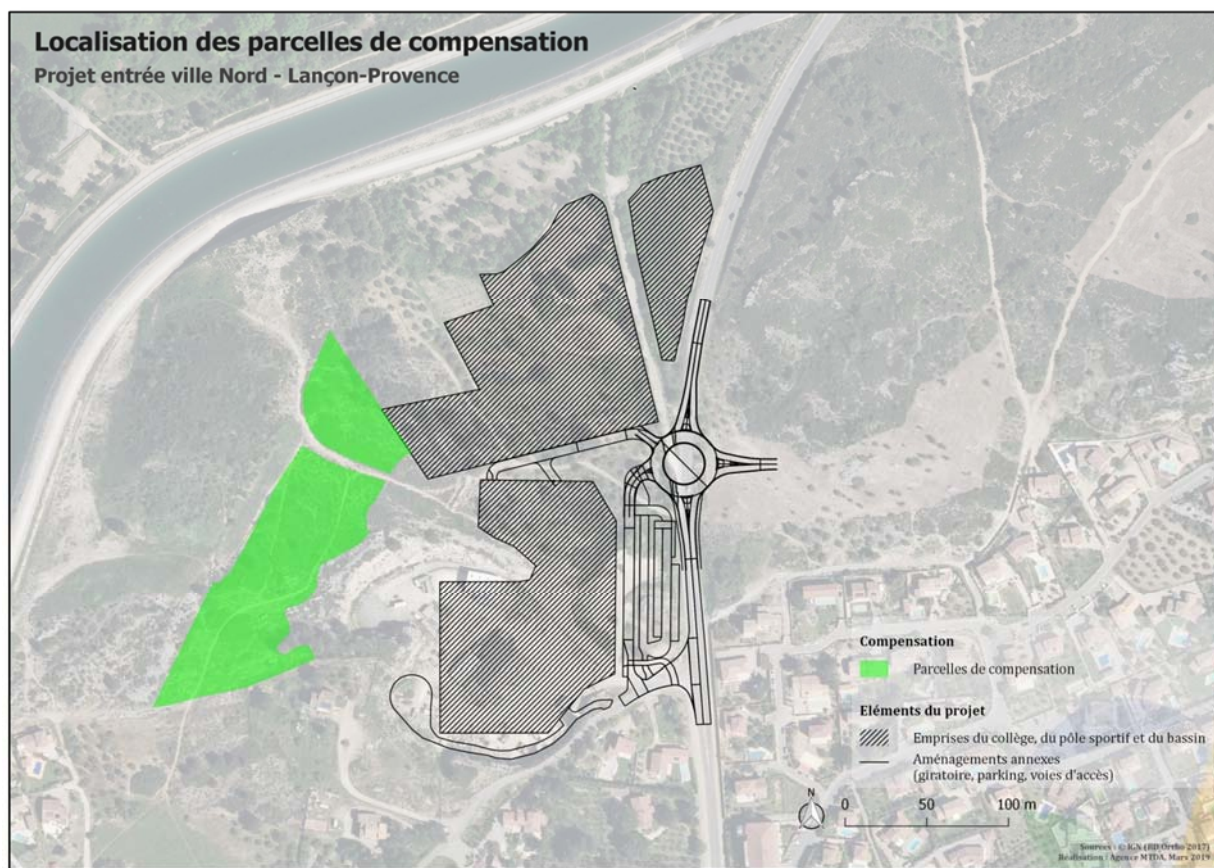 Localisation des parcelles de compensation
Projet entrée ville Nord - Lançon-Provence
Compensation
Parcelles de compensation
Eléments du projet
Emprises du collège, du pôle sportif et du bassin
Aménagements annexes
(giratoire, parking, voies d'accès)
N
0 50 100 m
Sources : © IGN (BD Ortho 2017)
Réalisation : Agence MTDA, Mars 2019